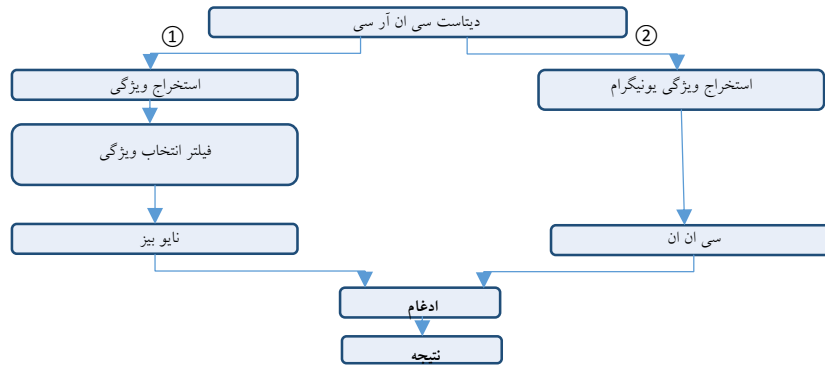 دیتاست سی ان آر سی
①
②
استخراج ویژگی
استخراج ویژگی یونیگرام
فیلتر انتخاب ویژگی
نایو بیز
سی ان ان
ادغام
نتیجه